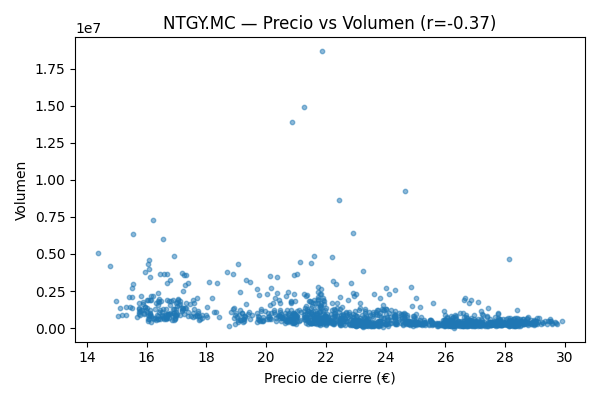 NTGY.MC — Precio vs Volumen (r=-0.37)
1e7
1.75
1.50
1.25
1.00
0.75
0.50
0.25
0.00
Volumen
14 16 18 20 22 24 26 28 30
Precio de cierre (€)